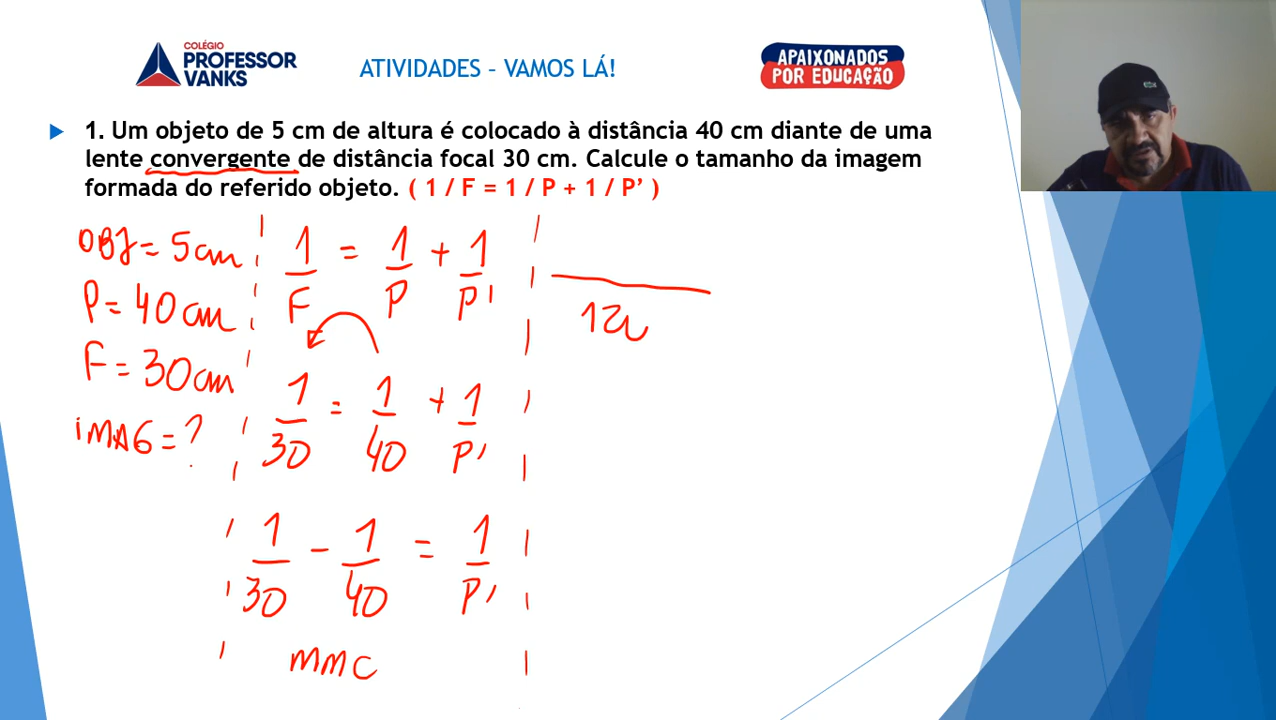 COLÉGIO
PROFESSOR
VANKS
ATIVIDADES – VAMOS LÁ!
APAIXONADOS
POR EDUCAÇÃO
1. Um objeto de 5 cm de altura é colocado à distância 40 cm diante de uma
lente convergente de distância focal 30 cm. Calcule o tamanho da imagem
formada do referido objeto. ( 1 / F = 1 / P + 1 / P’ )
OBJ = 5cm
P = 40cm
F = 30cm
iMAG = ?
1/F = 1/P + 1/P'
1/30 = 1/40 + 1/P'
1/30 - 1/40 = 1/P'
MMC